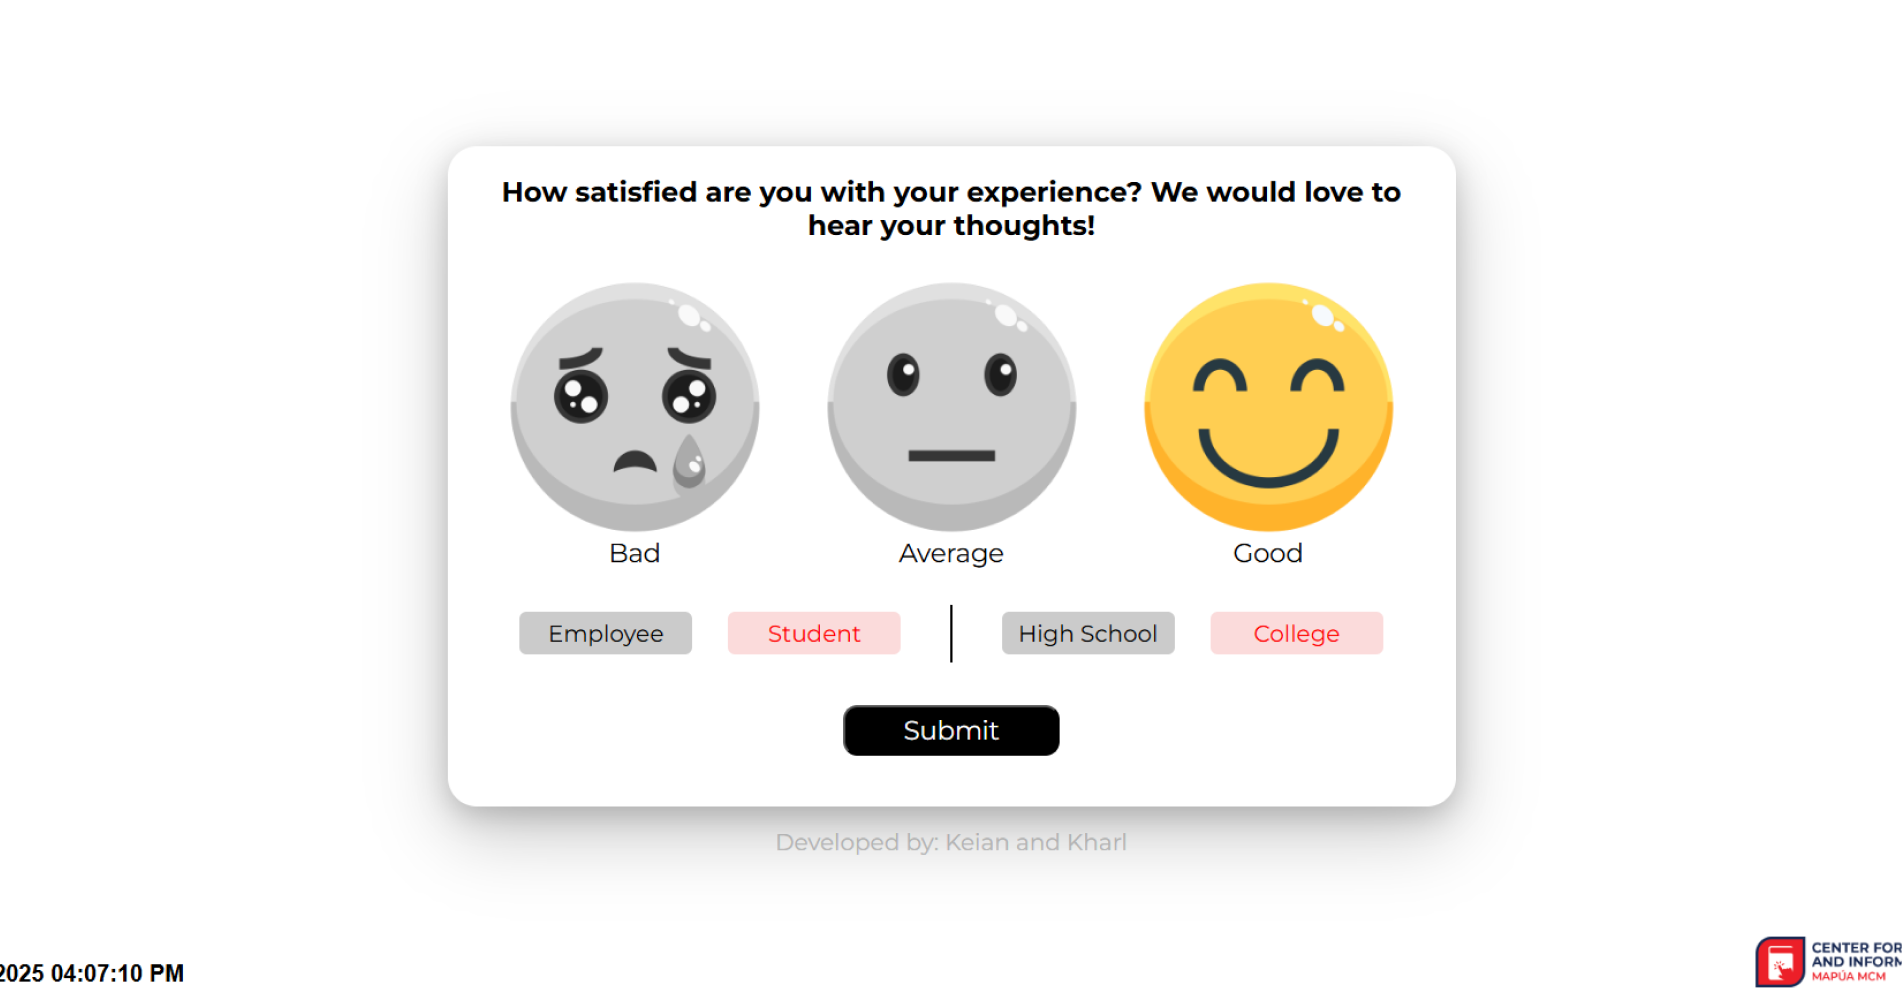 How satisfied are you with your experience? We would love to
hear your thoughts!
Bad
Average
Good
Employee
Student
High School
College
Submit
Developed by: Keian and Kharl
2025 04:07:10 PM
CENTER FOR
AND
MAPÚA MCM